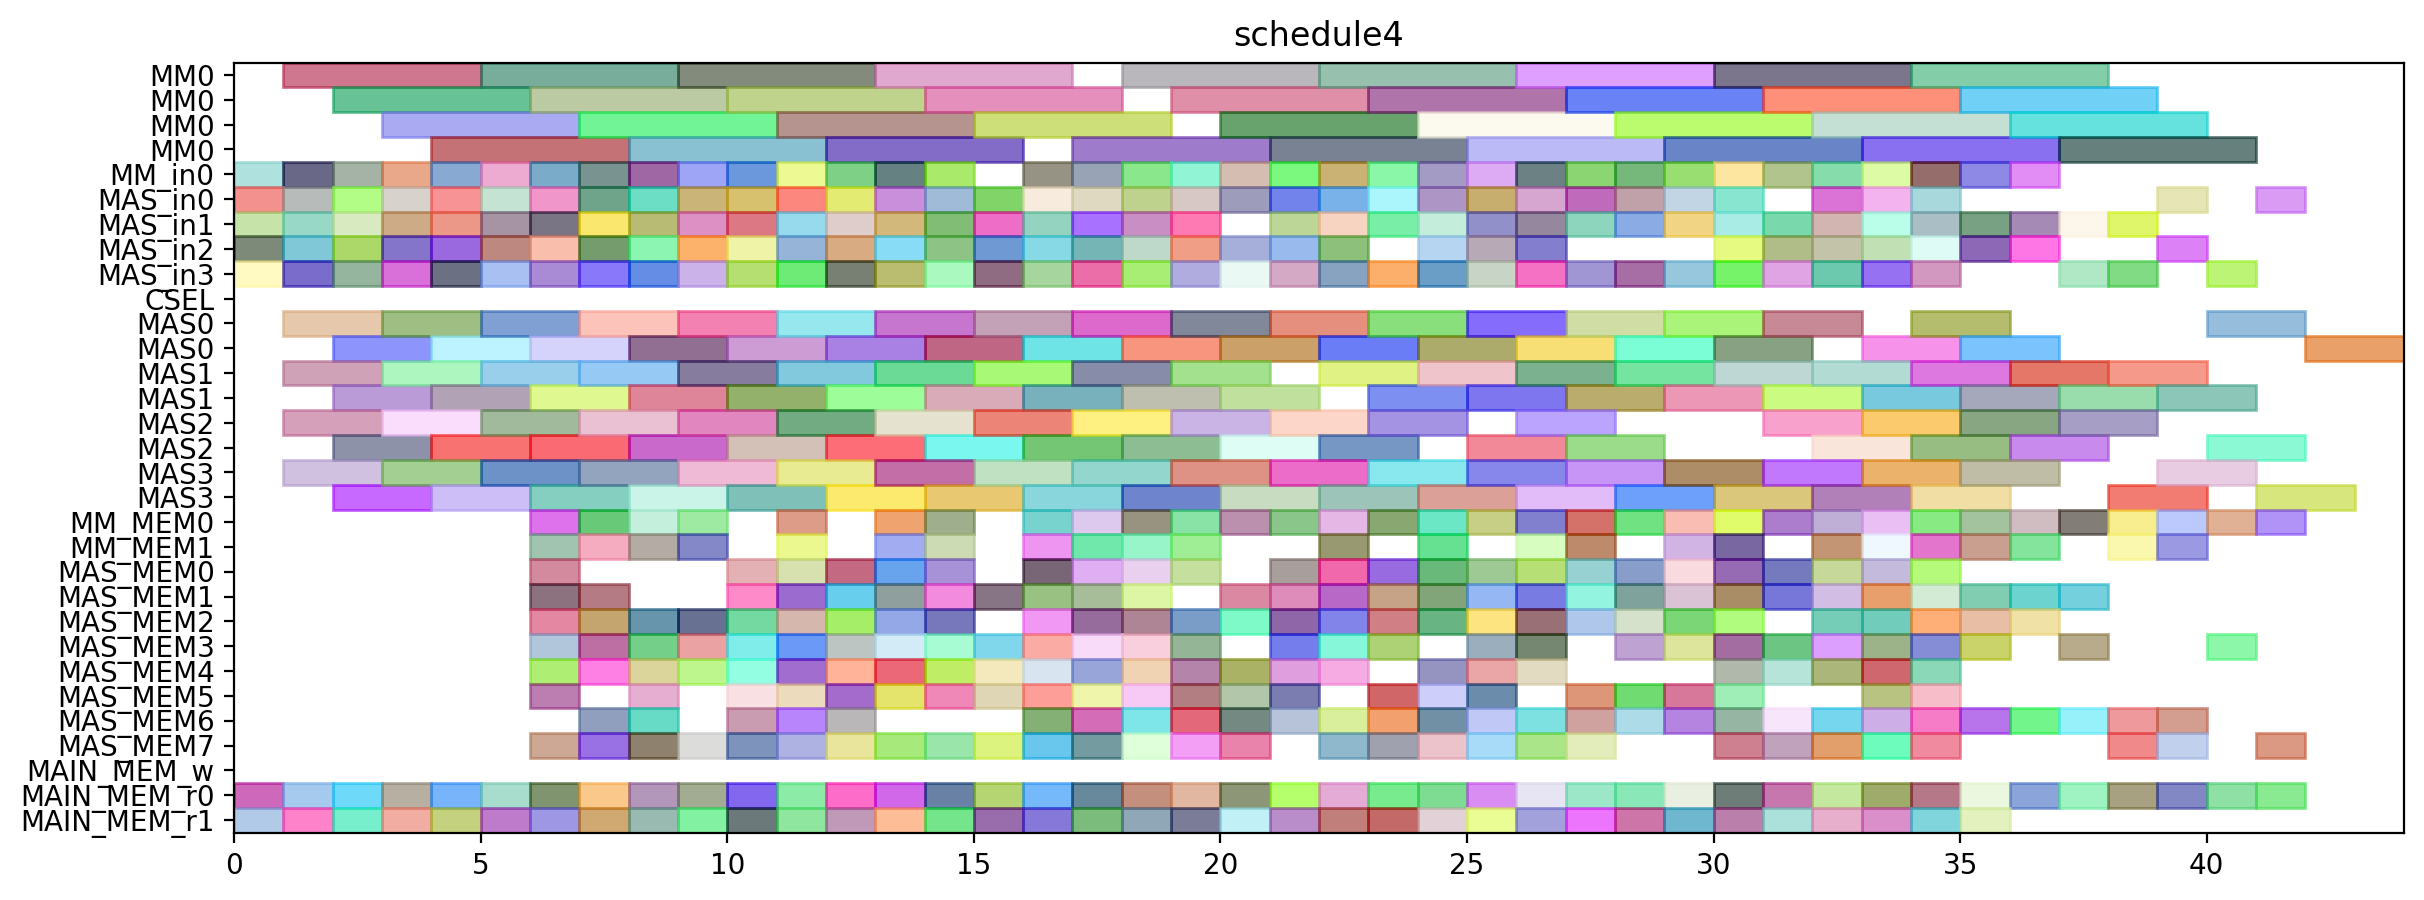 schedule4
MM0
MM0
MM0
MM0
MM_in0
MAS_in0
MAS_in1
MAS_in2
MAS_in3
CSEL
MAS0
MAS0
MAS1
MAS1
MAS2
MAS2
MAS3
MAS3
MM_MEM0
MM_MEM1
MAS_MEM0
MAS_MEM1
MAS_MEM2
MAS_MEM3
MAS_MEM4
MAS_MEM5
MAS_MEM6
MAS_MEM7
MAIN_MEM_w
MAIN_MEM_r0
MAIN_MEM_r1
0 5 10 15 20 25 30 35 40